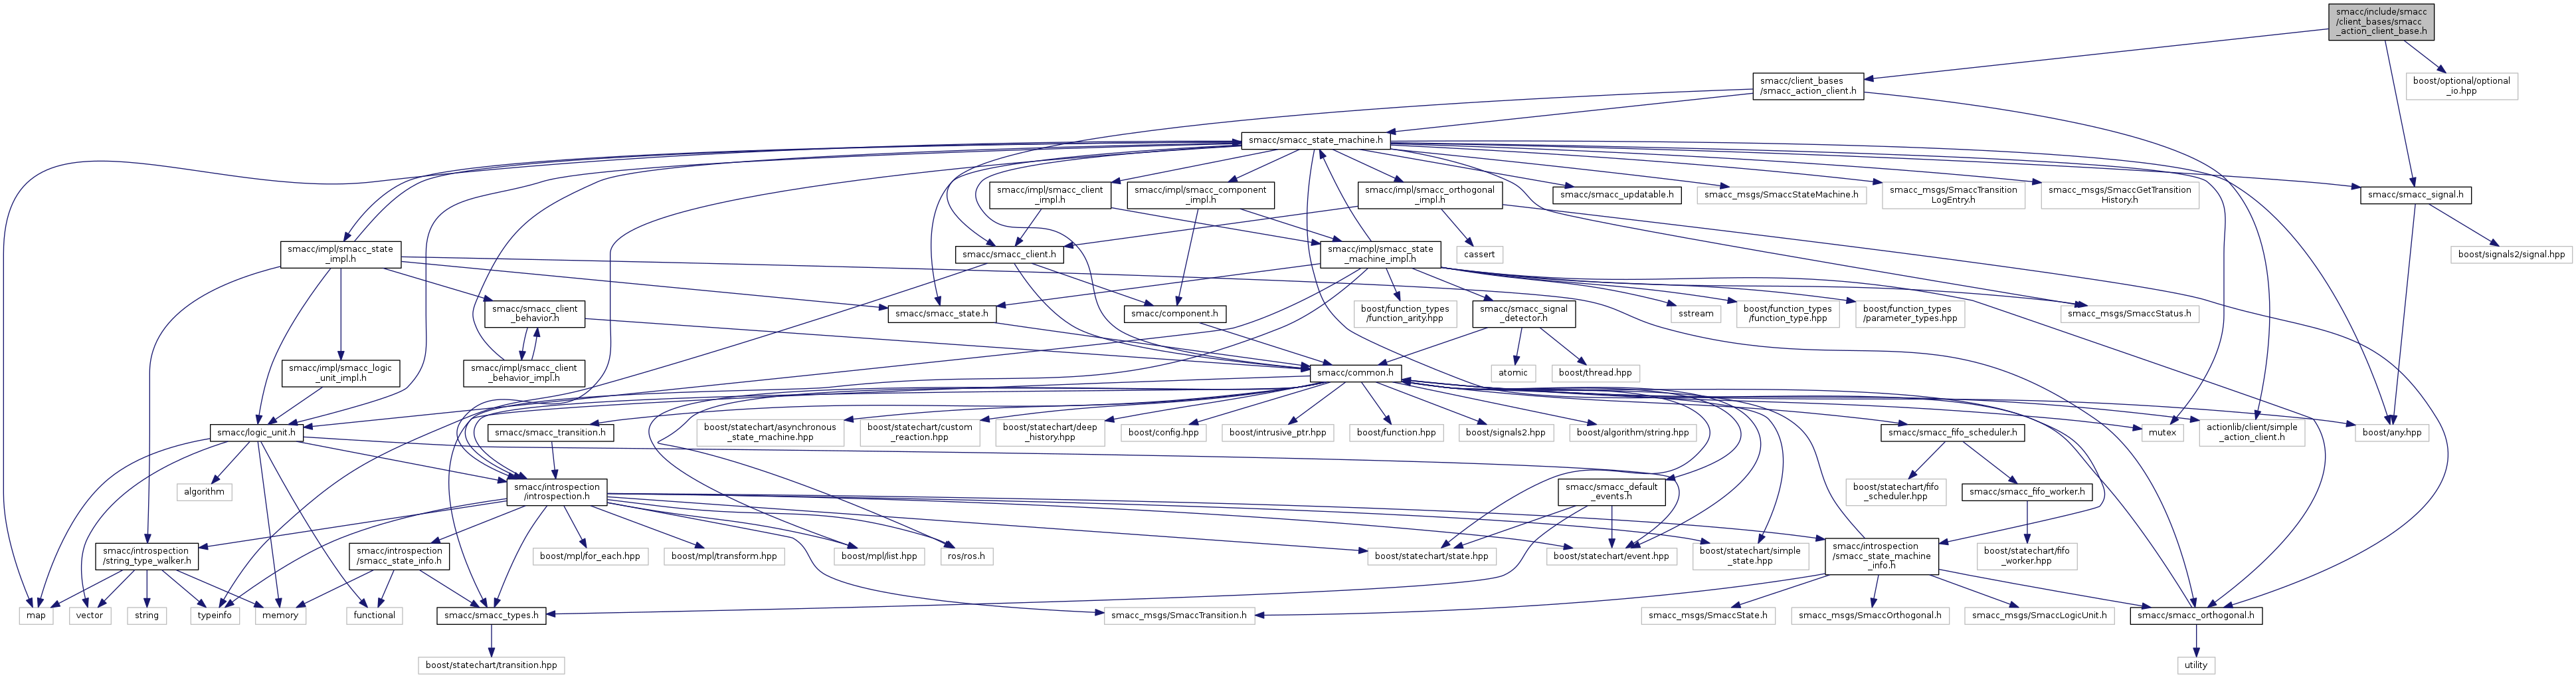 smacc/include/smacc
/client_bases/smacc
_action_client_base.h
smacc/client_bases
/smacc_action_client.h
boost/optional/optional
_io.hpp
smacc/smacc_state_machine.h
smacc/impl/smacc_client
_impl.h
smacc/impl/smacc_component
_impl.h
smacc/impl/smacc_orthogonal
_impl.h
smacc/smacc_updatable.h
smacc_msgs/SmaccStateMachine.h
smacc_msgs/SmaccTransition
LogEntry.h
smacc_msgs/SmaccGetTransition
History.h
smacc/smacc_signal.h
smacc/impl/smacc_state
_impl.h
smacc/smacc_client.h
smacc/impl/smacc_state
_machine_impl.h
cassert
boost/signals2/signal.hpp
smacc/smacc_client
_behavior.h
smacc/smacc_state.h
smacc/component.h
boost/function_types
/function_arity.hpp
smacc/smacc_signal
_detector.h
sstream
boost/function_types
/function_type.hpp
boost/function_types
/parameter_types.hpp
smacc_msgs/SmaccStatus.h
smacc/impl/smacc_logic
_unit_impl.h
smacc/impl/smacc_client
_behavior_impl.h
smacc/common.h
atomic
boost/thread.hpp
smacc/logic_unit.h
smacc/smacc_transition.h
boost/statechart/asynchronous
_state_machine.hpp
boost/statechart/custom
_reaction.hpp
boost/statechart/deep
_history.hpp
boost/config.hpp
boost/intrusive_ptr.hpp
boost/function.hpp
boost/signals2.hpp
boost/algorithm/string.hpp
smacc/smacc_fifo_scheduler.h
mutex
actionlib/client/simple
_action_client.h
boost/any.hpp
algorithm
smacc/introspection
/introspection.h
smacc/smacc_default
_events.h
boost/statechart/fifo
_scheduler.hpp
smacc/smacc_fifo_worker.h
smacc/introspection
/string_type_walker.h
smacc/introspection
/smacc_state_info.h
boost/mpl/for_each.hpp
boost/mpl/transform.hpp
boost/mpl/list.hpp
ros/ros.h
boost/statechart/state.hpp
boost/statechart/event.hpp
boost/statechart/simple
_state.hpp
smacc/introspection
/smacc_state_machine
_info.h
boost/statechart/fifo
_worker.hpp
map
vector
string
typeinfo
memory
functional
smacc/smacc_types.h
smacc_msgs/SmaccTransition.h
smacc_msgs/SmaccState.h
smacc_msgs/SmaccOrthogonal.h
smacc_msgs/SmaccLogicUnit.h
smacc/smacc_orthogonal.h
boost/statechart/transition.hpp
utility